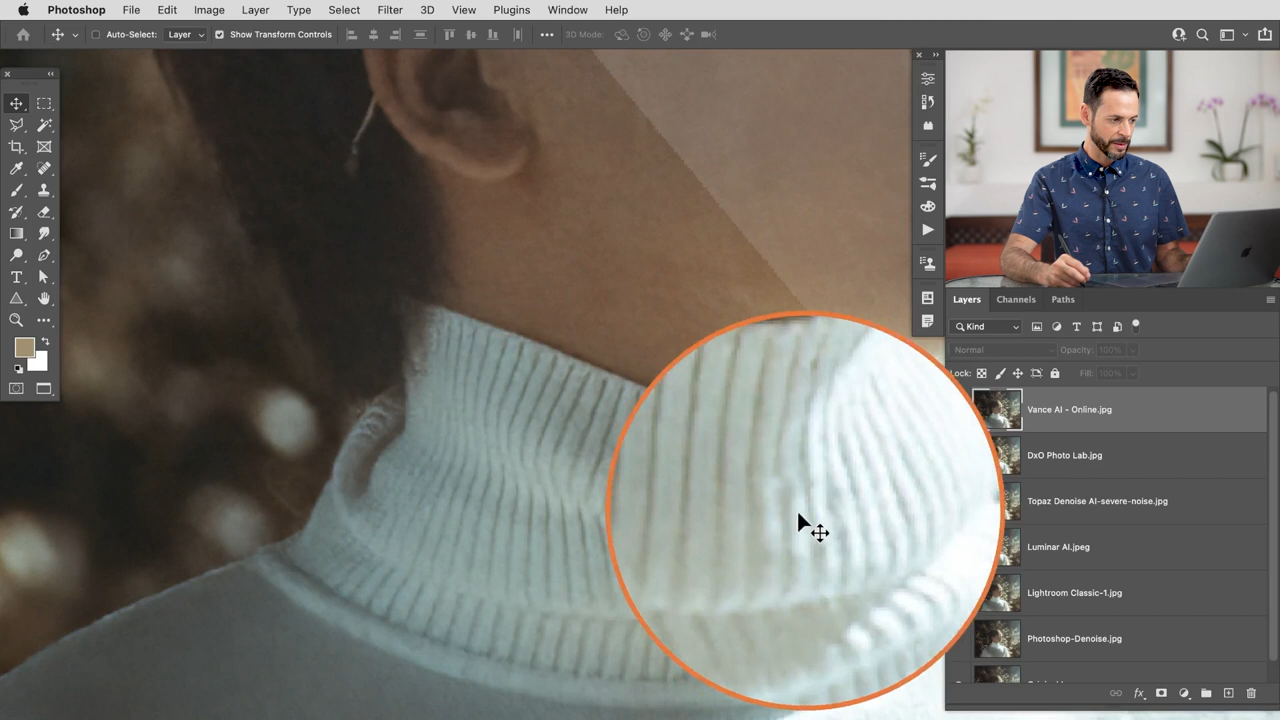 Photoshop File Edit Image Layer Type Select Filter 3D View Plugins Window Help
Auto-Select: Layer Show Transform Controls 3D Mode:
Layers Channels Paths
Kind
Normal Opacity: 100%
Lock: Fill: 100%
Vance AI - Online.jpg
DxO Photo Lab.jpg
Topaz Denoise AI-severe-noise.jpg
Luminar AI.jpeg
Lightroom Classic-1.jpg
Photoshop-Denoise.jpg